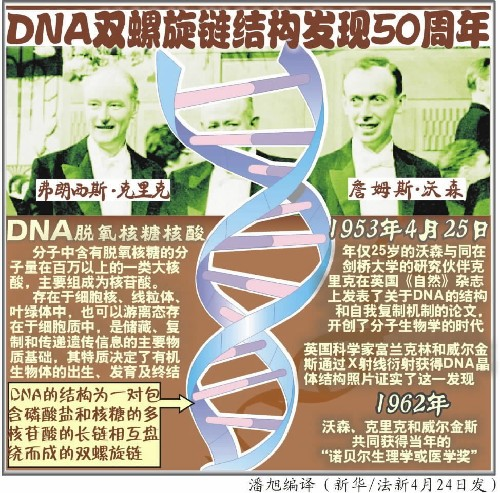 DNA双螺旋链结构发现50周年
弗朗西斯·克里克
詹姆斯·沃森
DNA脱氧核糖核酸
分子中含有脱氧核糖的分
子量在百万以上的一类大核
酸，主要组成为核苷酸。
存在于细胞核、线粒体、
叶绿体中，也可以游离态存
在于细胞质中，是储藏、复
制和传递遗传信息的主要物
质基础，其特质决定了有机
生物体的出生、发育及终结
DNA的结构为一对包
含磷酸盐和核糖的多
核苷酸的长链相互盘
绕而成的双螺旋链
1953年4月25日
年仅25岁的沃森与同在
剑桥大学的研究伙伴克
里克在英国《自然》杂志
上发表了关于DNA的结构
和自我复制机制的论文，
开创了分子生物学的时代
英国科学家富兰克林和威尔金
斯通过X射线衍射获得DNA晶
体结构照片证实了这一发现
1962年
沃森、克里克和威尔金斯
共同获得当年的
“诺贝尔生理学或医学奖”
潘旭编译（新华/法新4月24日发）